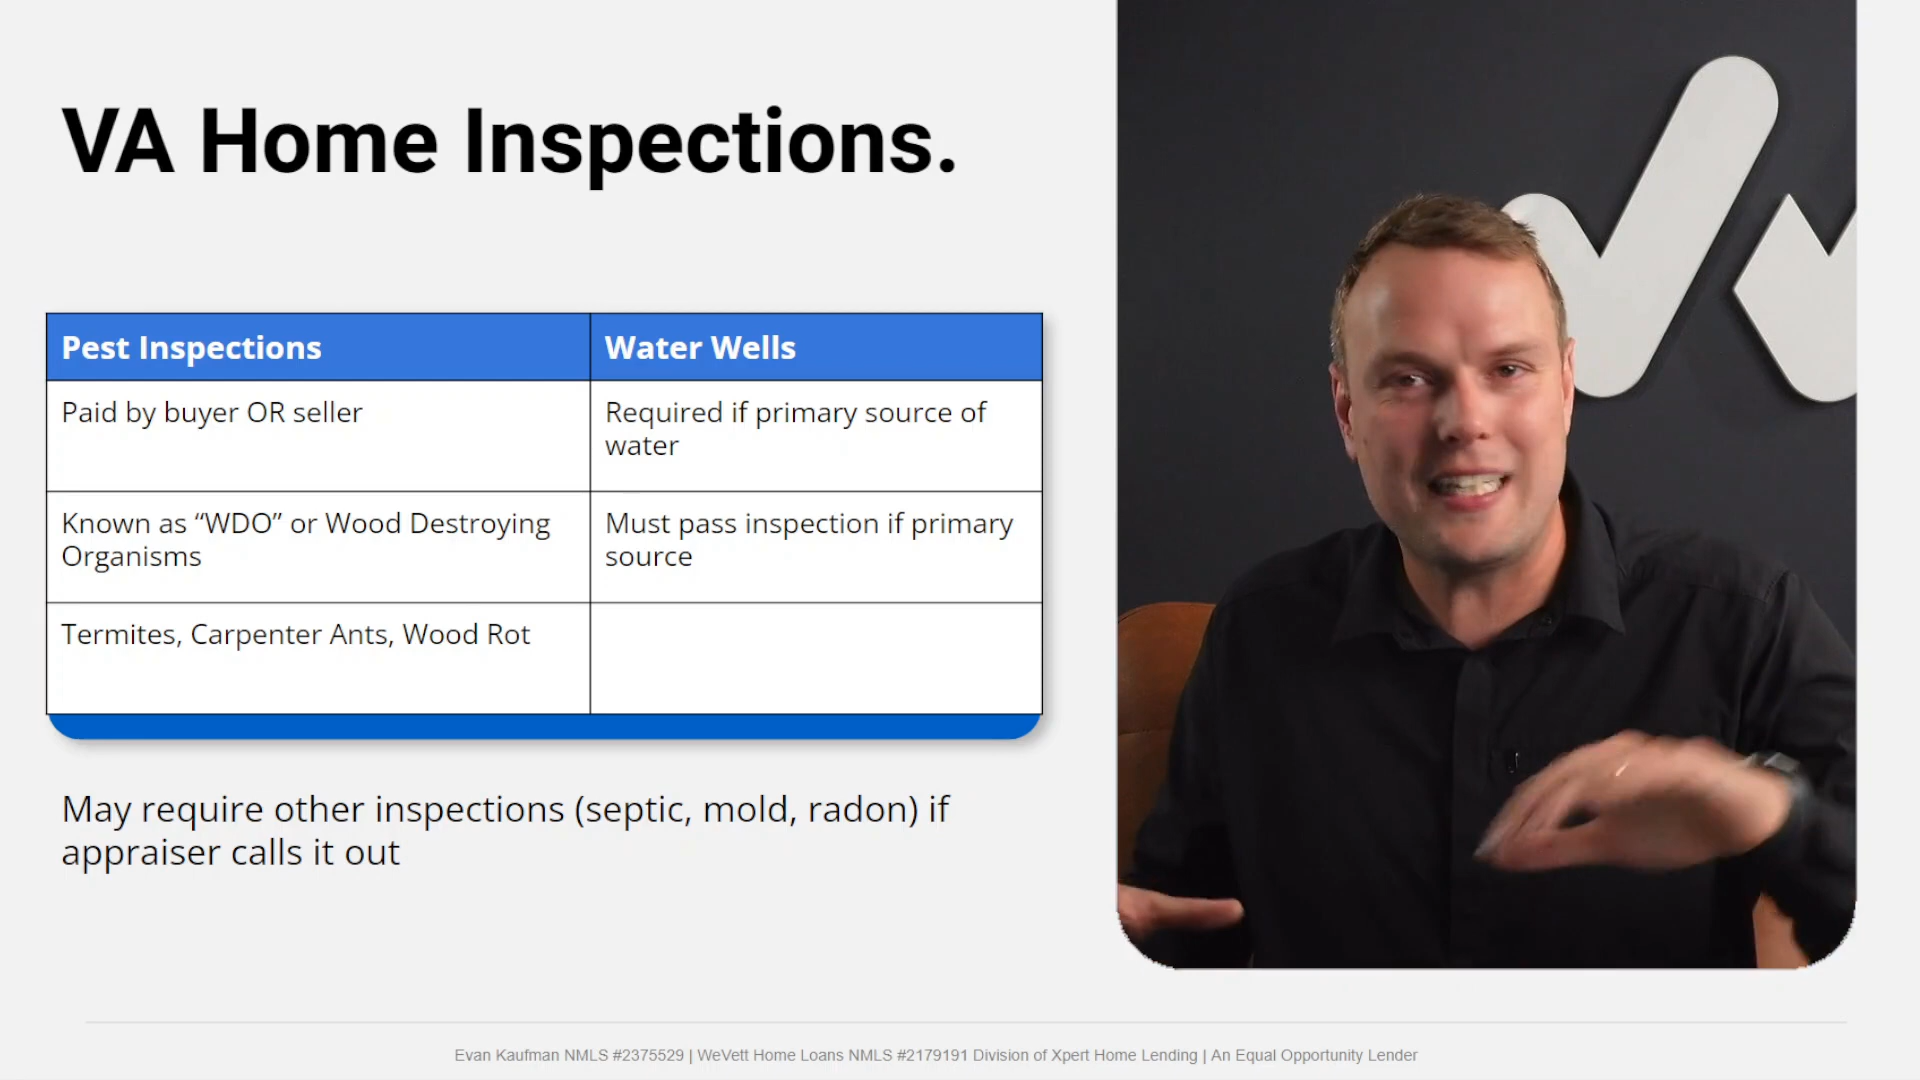 VA Home Inspections.
Pest Inspections
Water Wells
Paid by buyer OR seller
Required if primary source of
water
Known as “WDO” or Wood Destroying
Organisms
Must pass inspection if primary
source
Termites, Carpenter Ants, Wood Rot
May require other inspections (septic, mold, radon) if
appraiser calls it out
Evan Kaufman NMLS #2375529 | WeVett Home Loans NMLS #2179191 Division of Xpert Home Lending | An Equal Opportunity Lender